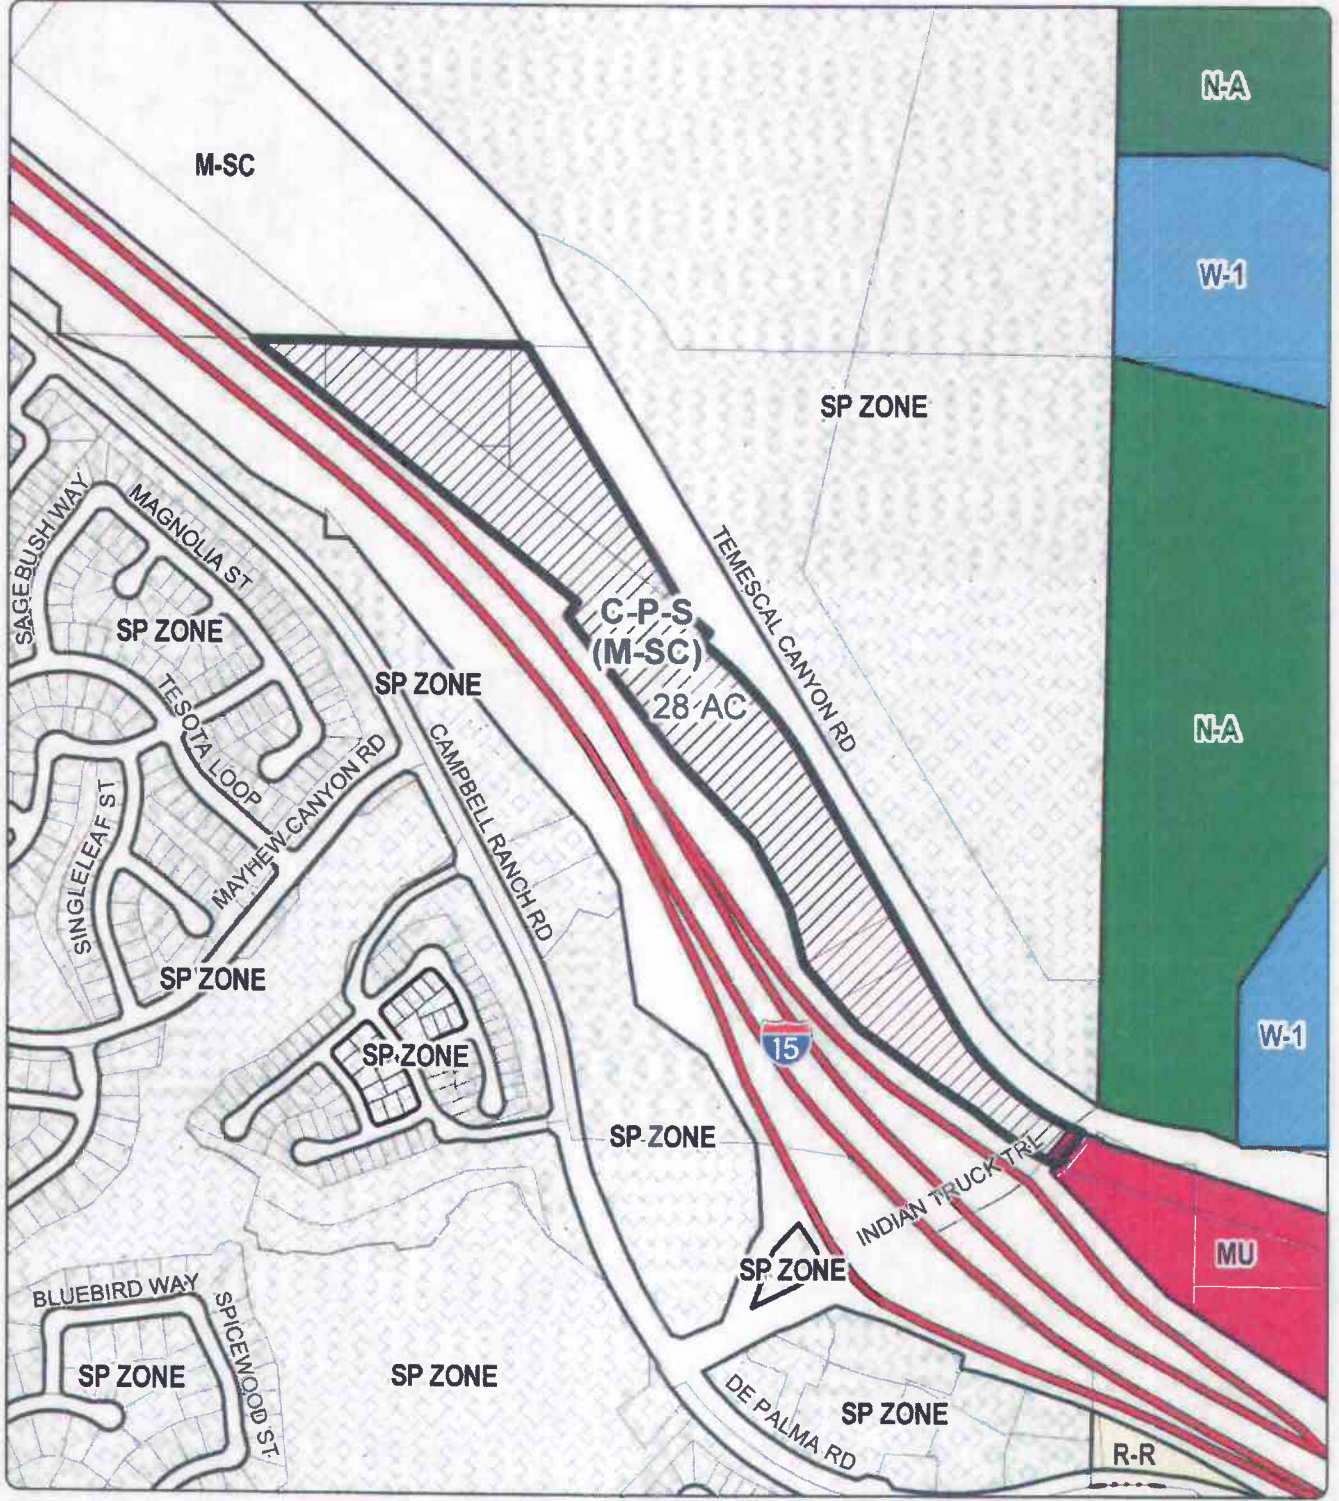 N-A
M-SC
W-1
SP ZONE
SAGEBUSH WAY
MAGNOLIA ST
TEMESCAL CANYON RD
C-P-S
(M-SC)
28 AC
SP ZONE
SP ZONE
TESOTA LOOP
N-A
CAMPBELL RANCH RD
MAYHEW CANYON RD
SINGLELEAF ST
SP ZONE
15
W-1
SP ZONE
SP ZONE
INDIAN TRUCK TRL
MU
SP ZONE
BLUEBIRD WAY
SPICEWOOD ST
SP ZONE
SP ZONE
DE PALMA RD
SP ZONE
R-R